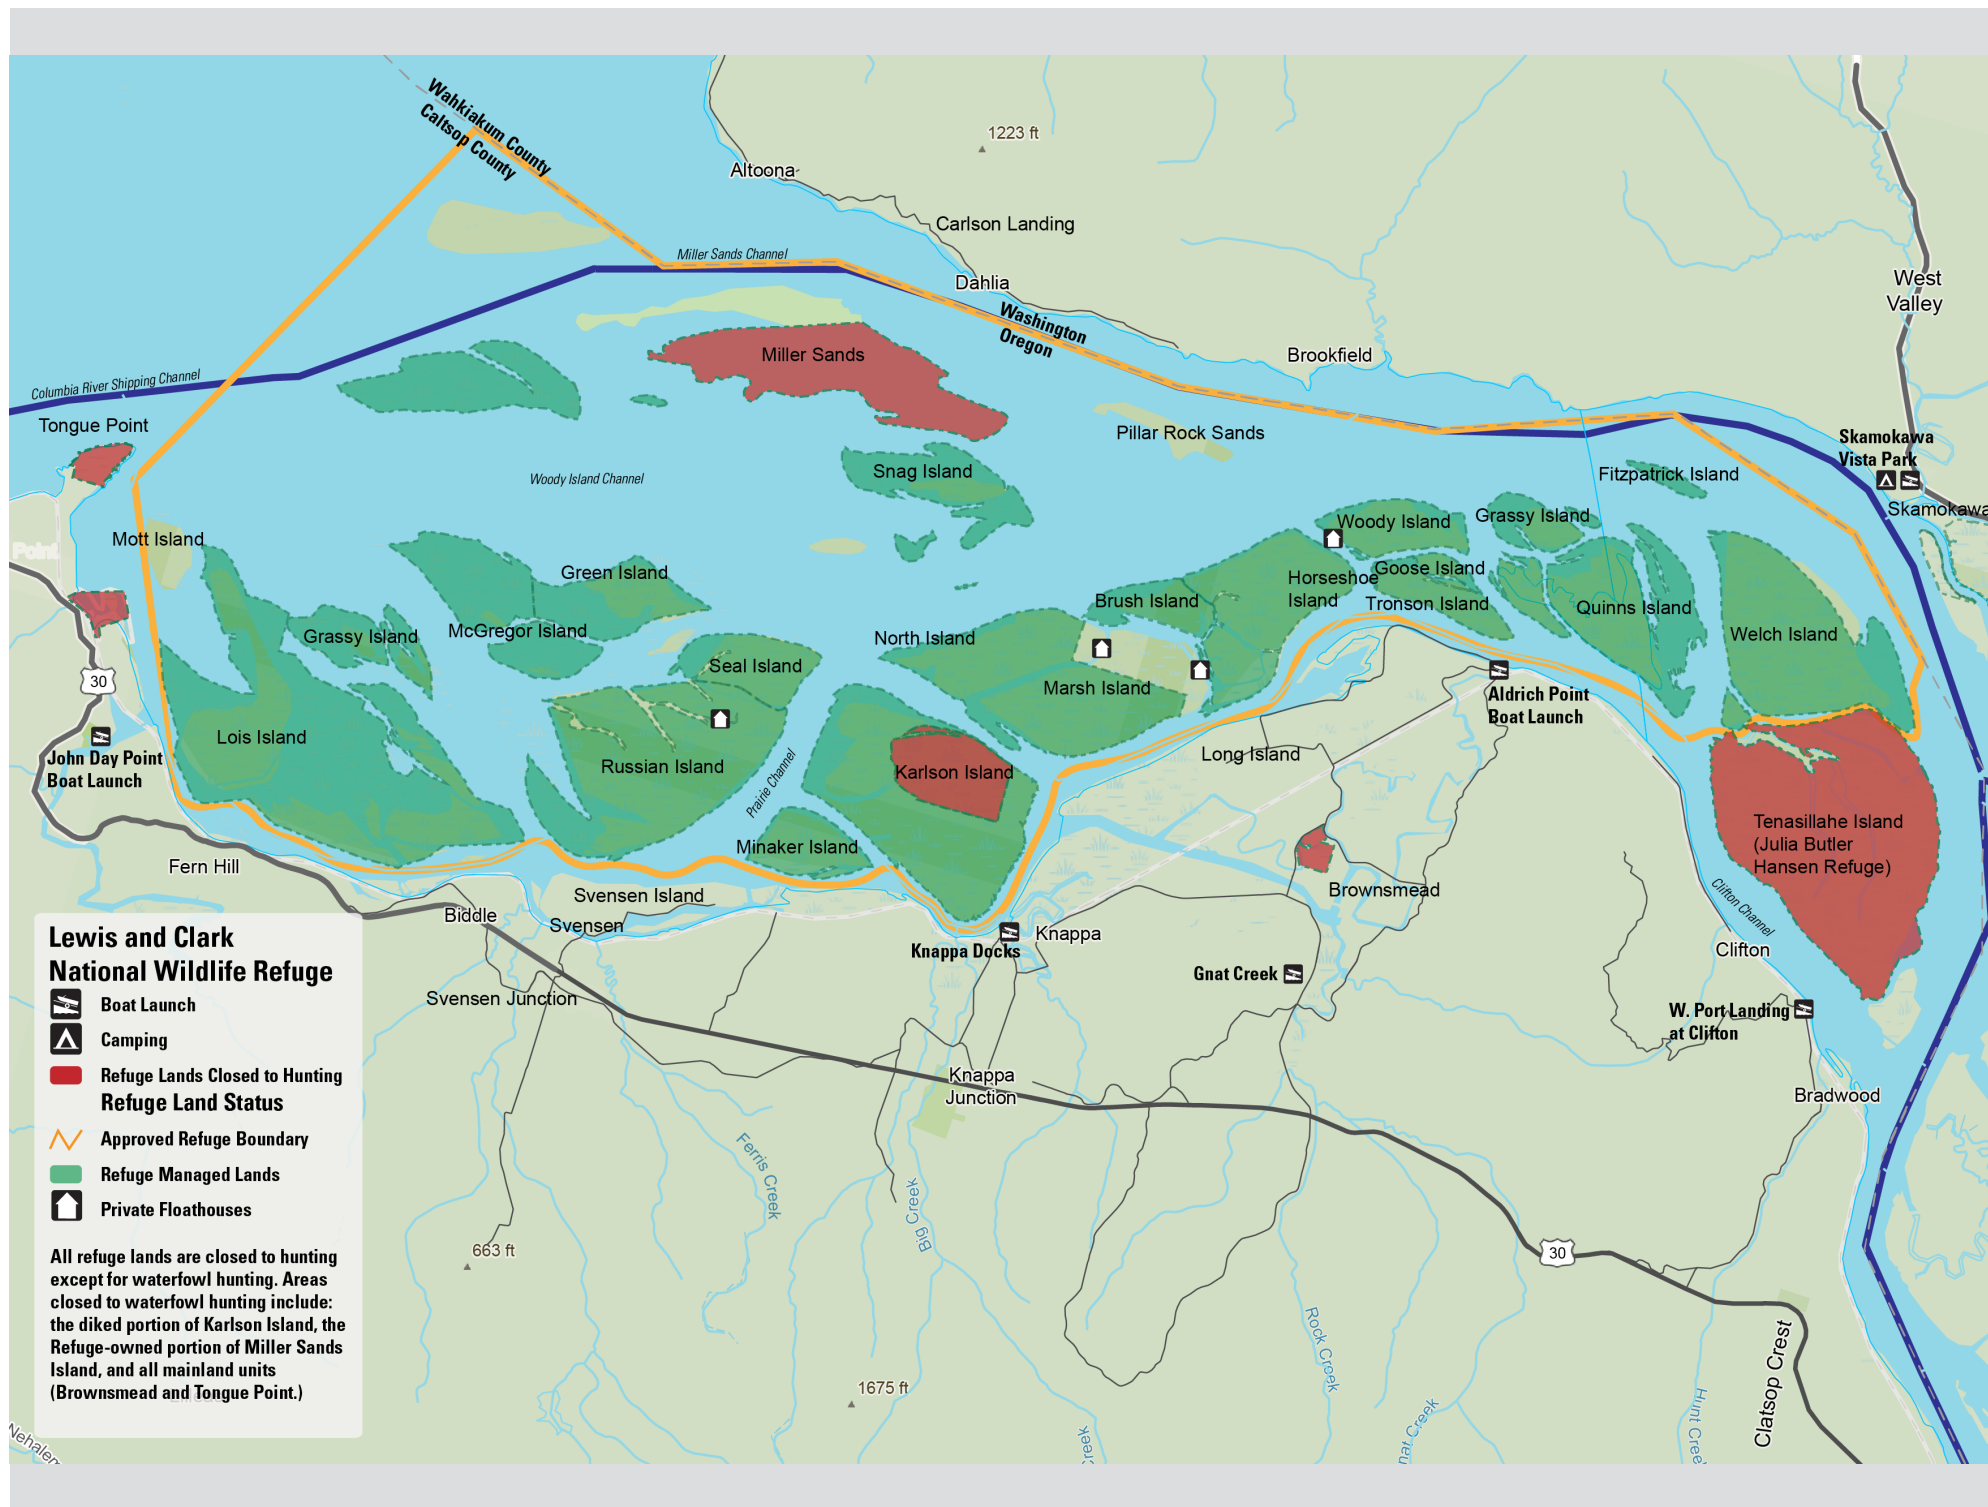 Wahkiakum County
Caltsop County
1223 ft
Altoona
Carlson Landing
Miller Sands Channel
Dahlia
West
Valley
Washington
Oregon
Miller Sands
Brookfield
Columbia River Shipping Channel
Tongue Point
Pillar Rock Sands
Skamokawa
Vista Park
Snag Island
Fitzpatrick Island
Woody Island Channel
Skamokawa
Woody Island
Grassy Island
Mott Island
Point
Green Island
Goose Island
Horseshoe
Island
Brush Island
Tronson Island
Quinns Island
Grassy Island
McGregor Island
North Island
Welch Island
Seal Island
30
Marsh Island
Aldrich Point
Boat Launch
Lois Island
John Day Point
Boat Launch
Russian Island
Prairie Channel
Karlson Island
Long Island
Tenasillahe Island
(Julia Butler
Hansen Refuge)
Minaker Island
Fern Hill
Svensen Island
Brownsmead
Biddle
Svensen
Knappa
Knappa Docks
Clifton Channel
Clifton
Gnat Creek
Svensen Junction
W. Port Landing
at Clifton
Knappa
Junction
Bradwood
Ferris Creek
Big Creek
663 ft
30
Rock Creek
Clatsop Crest
1675 ft
Creek
nat Creek
Hunt Cree
Nehalem
Lewis and Clark
National Wildlife Refuge
Boat Launch
Camping
Refuge Lands Closed to Hunting
Refuge Land Status
Approved Refuge Boundary
Refuge Managed Lands
Private Floathouses
All refuge lands are closed to hunting
except for waterfowl hunting. Areas
closed to waterfowl hunting include:
the diked portion of Karlson Island, the
Refuge-owned portion of Miller Sands
Island, and all mainland units
(Brownsmead and Tongue Point.)